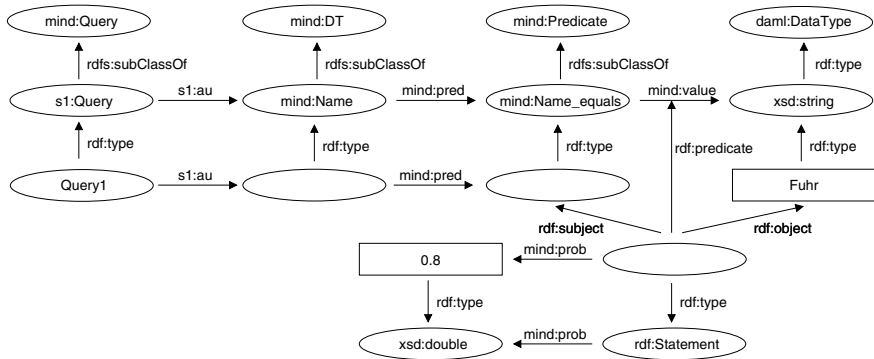 mind:Query
mind:DT
mind:Predicate
daml:DataType
rdfs:subClassOf
rdfs:subClassOf
rdfs:subClassOf
rdf:type
s1:Query
s1:au
mind:Name
mind:pred
mind:Name_equals
mind:value
xsd:string
rdf:type
rdf:type
rdf:type
rdf:predicate
rdf:type
Query1
s1:au
mind:pred
Fuhr
rdf:subject
rdf:object
0.8
mind:prob
rdf:type
rdf:type
xsd:double
mind:prob
rdf:Statement